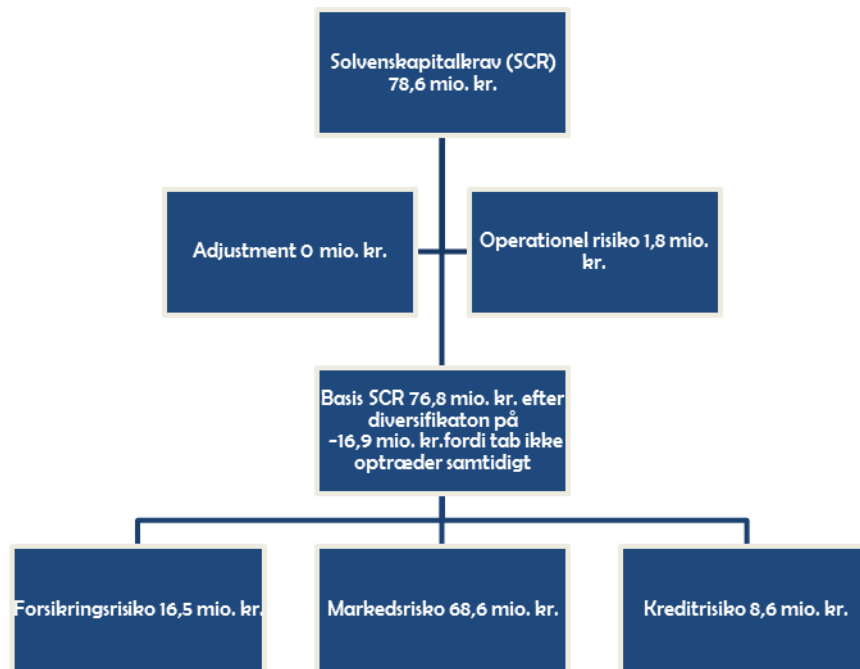 Solvenskapitalkrav (SCR)
78,6 mio. kr.
Adjustment 0 mio. kr.
Operationel risiko 1,8 mio.
kr.
Basis SCR 76,8 mio. kr. efter
diversifikaton på
-16,9 mio. kr.fordi tab ikke
optræder samtidigt
Forsikringsrisiko 16,5 mio. kr.
Markedsrisko 68,6 mio. kr.
Kreditrisiko 8,6 mio. kr.